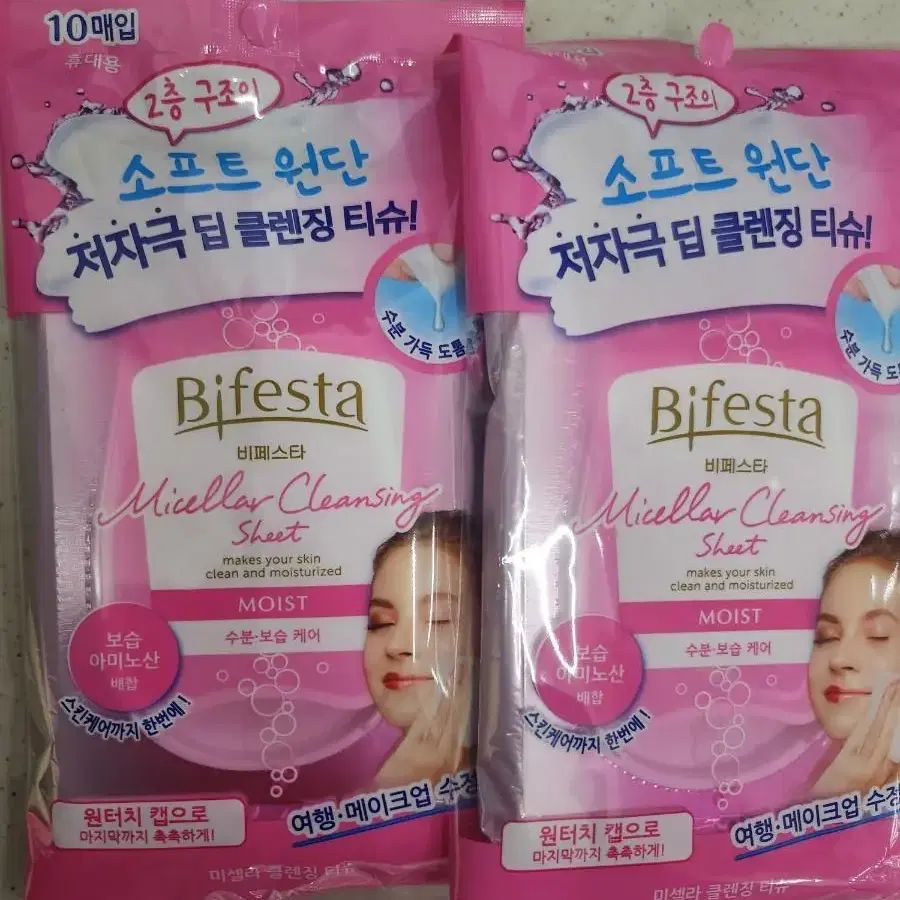 10매입
휴대용
2층 구조의
소프트 원단
저자극 딥 클렌징 티슈!
수분 가득 도톰
Bifesta
비페스타
Micellar Cleansing
Sheet
makes your skin
clean and moisturized
MOIST
수분·보습 케어
보습
아미노산
배합
스킨케어까지 한번에!
원터치 캡으로
마지막까지 촉촉하게!
여행·메이크업 수정
미셀라 클렌징 티슈
2층 구조의
소프트 원단
저자극 딥 클렌징 티슈!
수분 가득
Bifesta
비페스타
Micellar Cleansing
Sheet
makes your skin
clean and moisturized
MOIST
수분·보습 케어
보습
아미노산
배합
스킨케어까지 한번에!
원터치 캡으로
마지막까지 촉촉하게!
여행·메이크업 수정
미셀라 클렌징 티슈